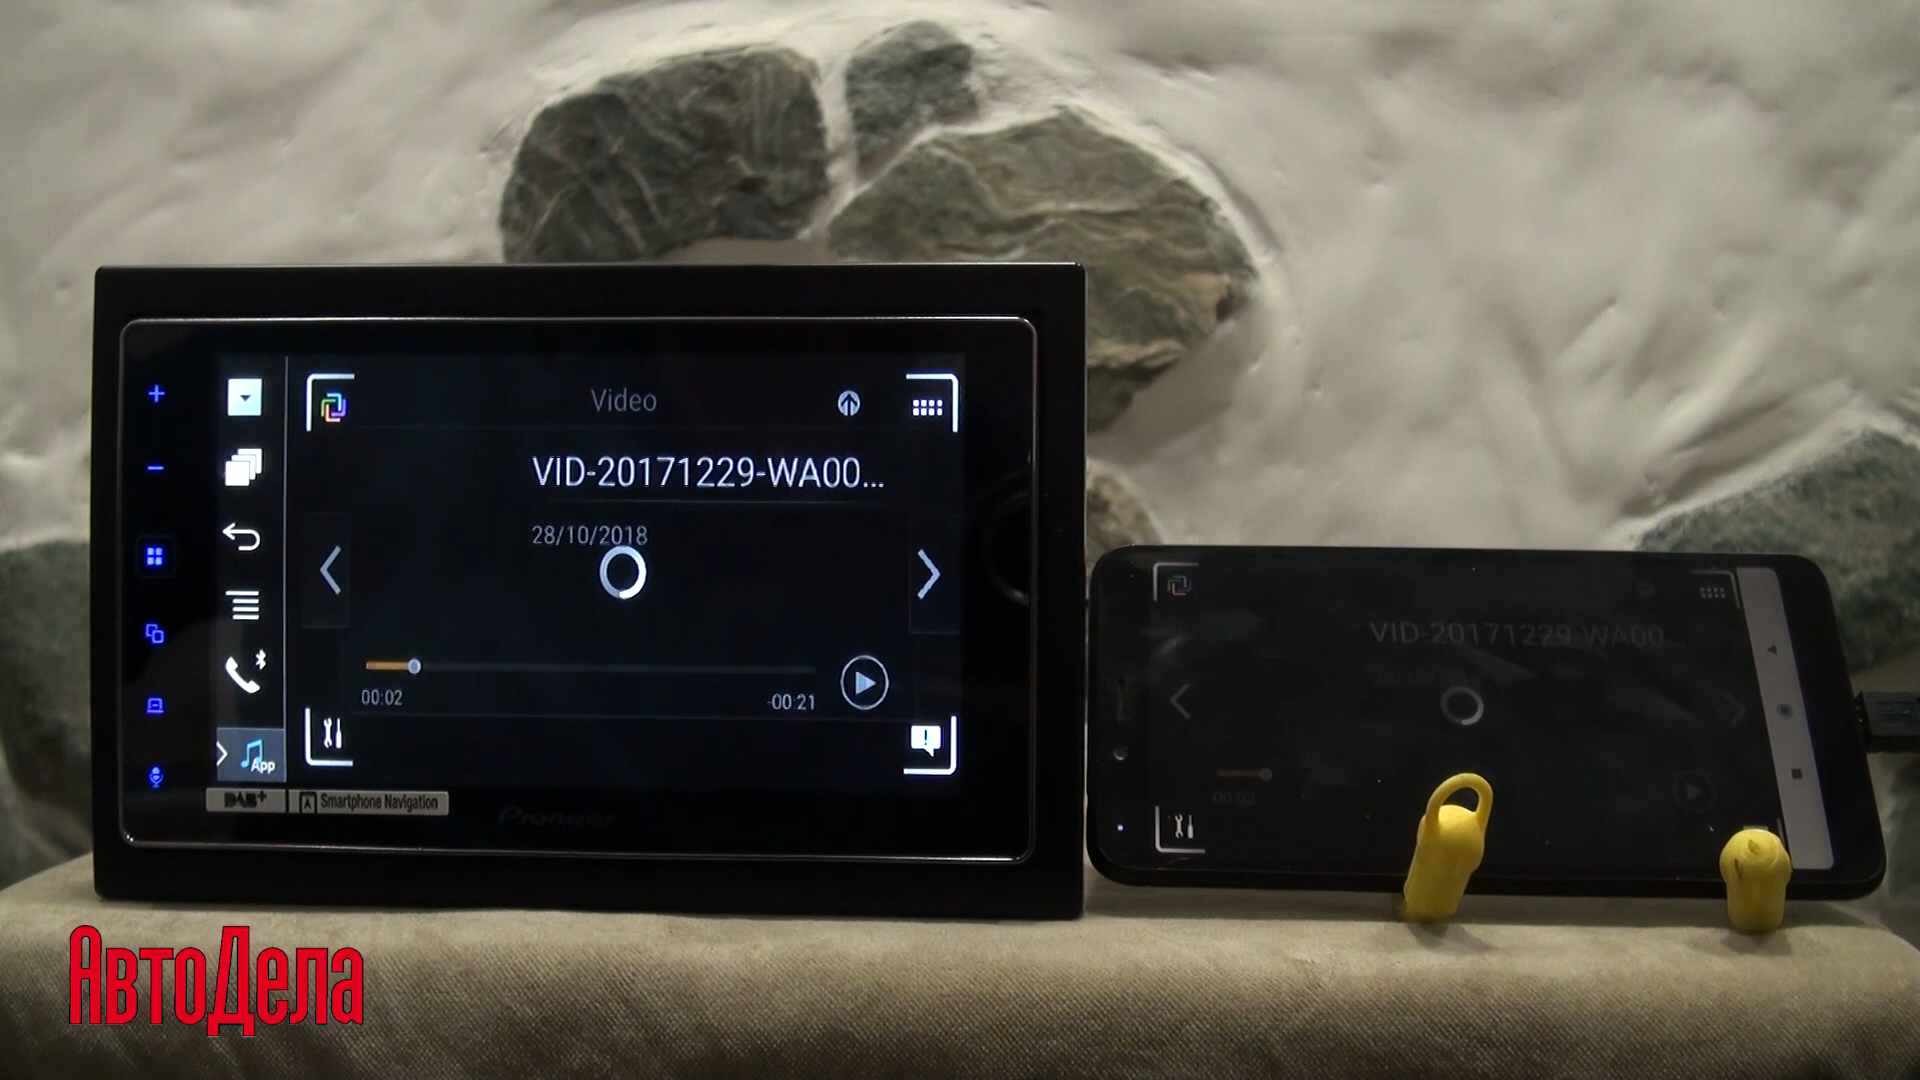 Video
VID-20171229-WA00...
28/10/2018
00:02
-00:21
App
DAB+
A Smartphone Navigation
Pioneer
VID-20171229-WA00...
00:02
АвтоДела